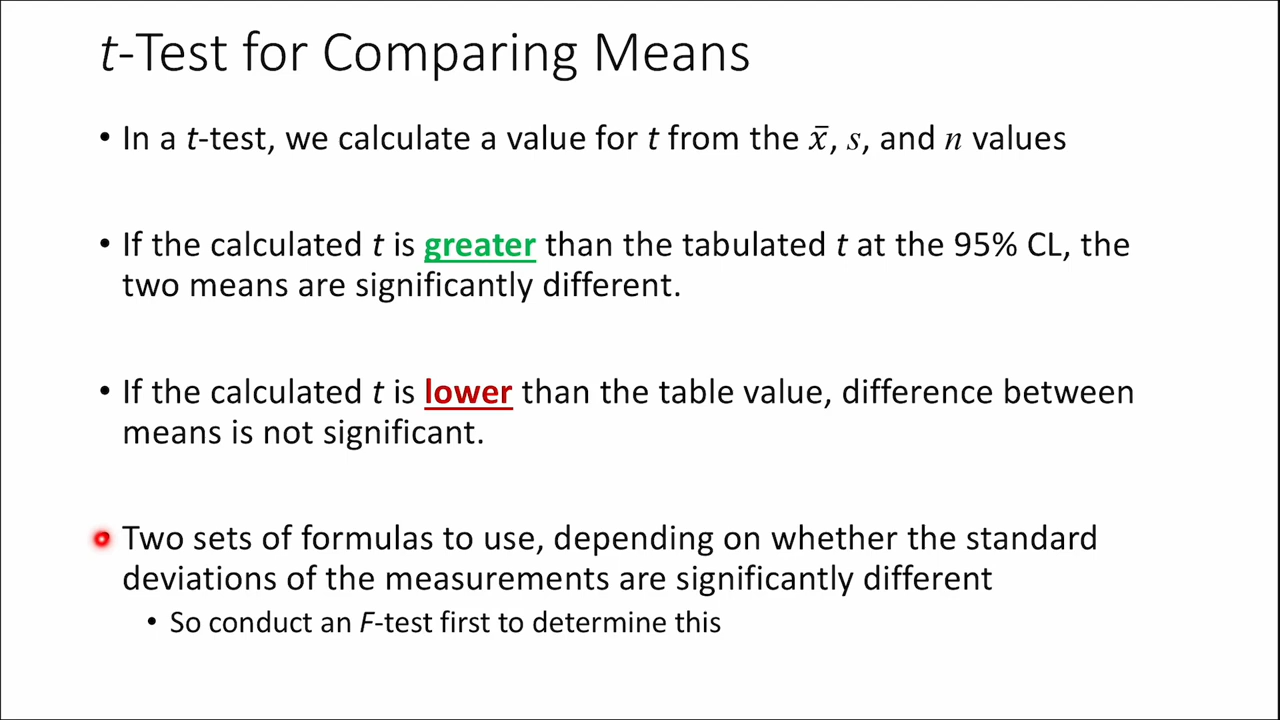 t-Test for Comparing Means
• In a t-test, we calculate a value for t from the x̄, s, and n values
• If the calculated t is greater than the tabulated t at the 95% CL, the
two means are significantly different.
• If the calculated t is lower than the table value, difference between
means is not significant.
• Two sets of formulas to use, depending on whether the standard
deviations of the measurements are significantly different
• So conduct an F-test first to determine this